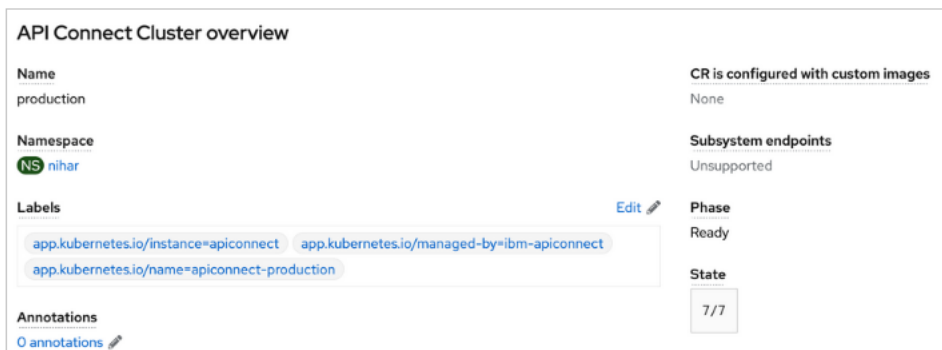 API Connect Cluster overview
Name
production
Namespace
NS nihar
Labels
Edit
app.kubernetes.io/instance=apiconnect app.kubernetes.io/managed-by=ibm-apiconnect
app.kubernetes.io/name=apiconnect-production
Annotations
0 annotations
CR is configured with custom images
None
Subsystem endpoints
Unsupported
Phase
Ready
State
7/7